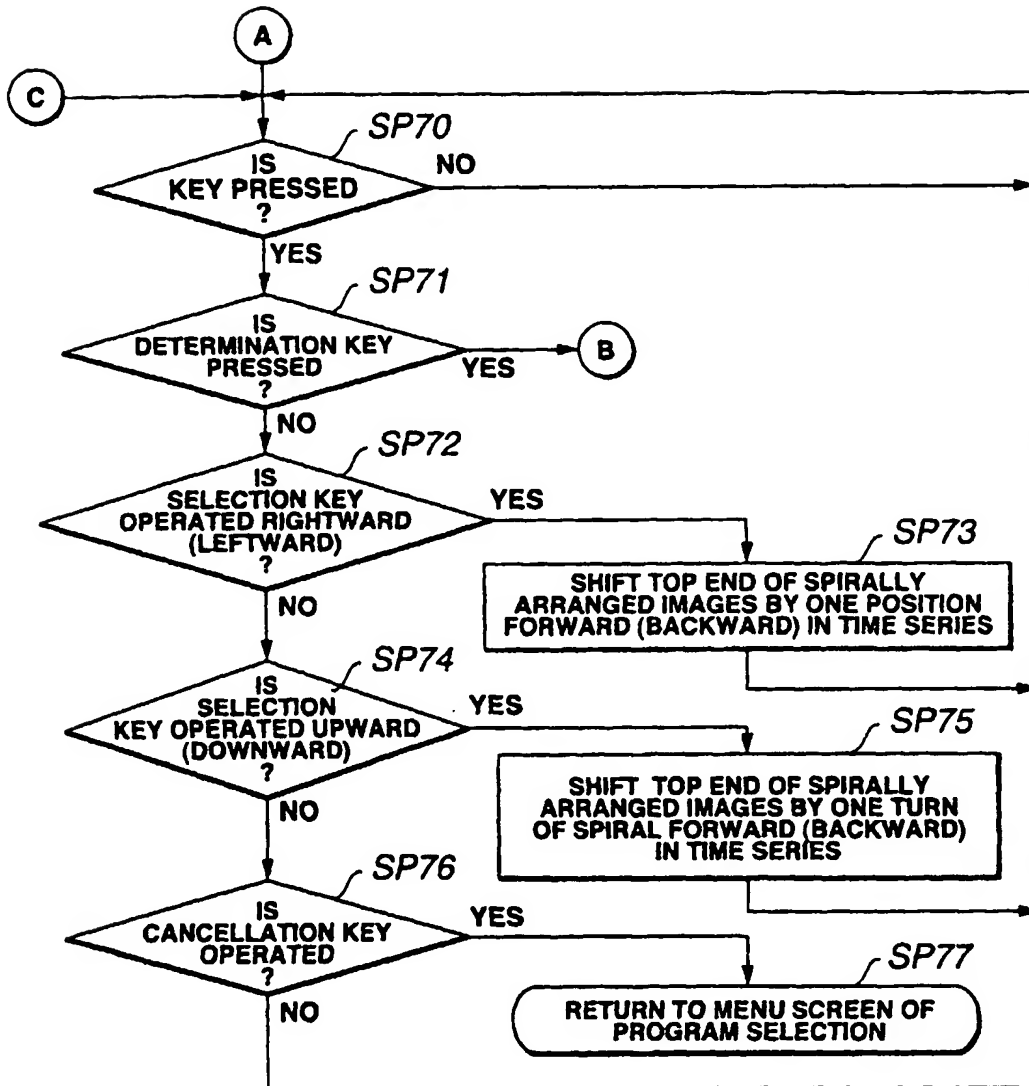 A
C
SP70
IS
KEY PRESSED
?
NO
YES
SP71
IS
DETERMINATION KEY
PRESSED
?
YES
B
NO
SP72
IS
SELECTION KEY
OPERATED RIGHTWARD
(LEFTWARD)
?
YES
NO
SP73
SHIFT TOP END OF SPIRALLY
ARRANGED IMAGES BY ONE POSITION
FORWARD (BACKWARD) IN TIME SERIES
SP74
IS
SELECTION
KEY OPERATED UPWARD
(DOWNWARD)
?
YES
NO
SP75
SHIFT TOP END OF SPIRALLY
ARRANGED IMAGES BY ONE TURN
OF SPIRAL FORWARD (BACKWARD)
IN TIME SERIES
SP76
IS
CANCELLATION KEY
OPERATED
?
YES
NO
SP77
RETURN TO MENU SCREEN OF
PROGRAM SELECTION